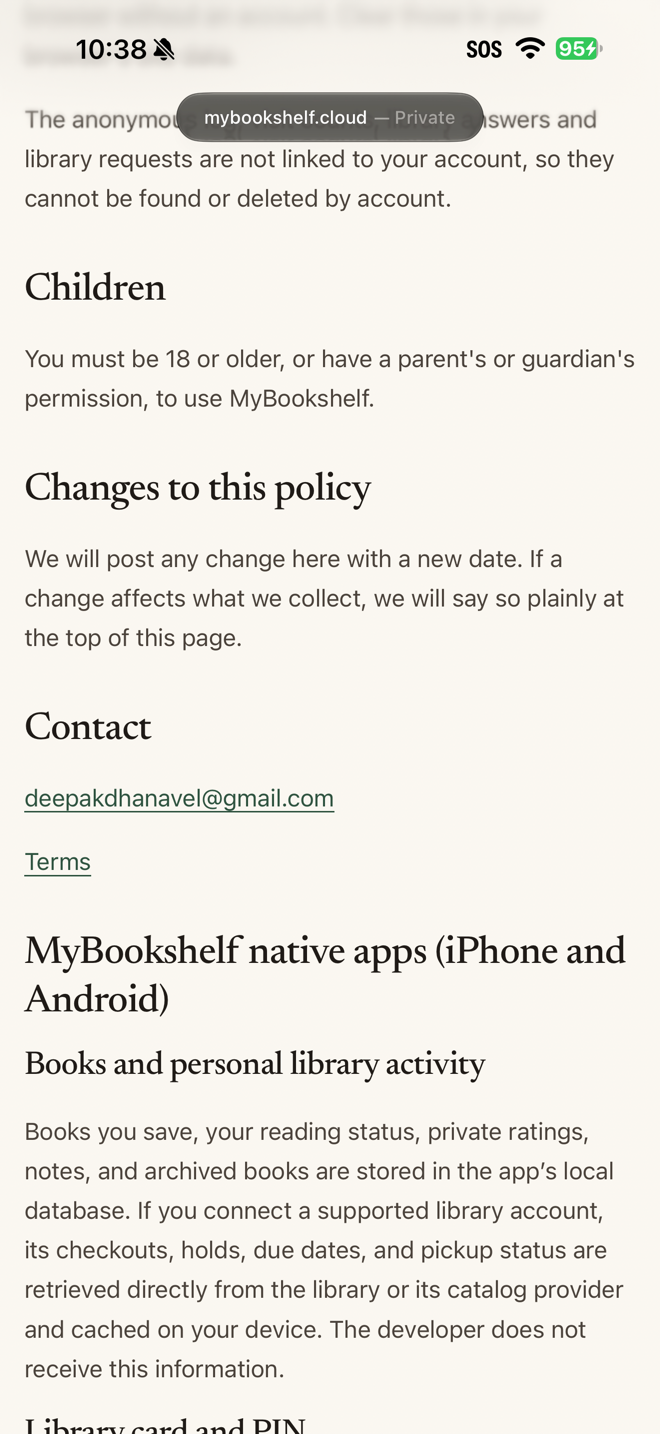 10:38
SOS
95
mybookshelf.cloud — Private
The anonymous answers and
library requests are not linked to your account, so they
cannot be found or deleted by account.
Children
You must be 18 or older, or have a parent's or guardian's
permission, to use MyBookshelf.
Changes to this policy
We will post any change here with a new date. If a
change affects what we collect, we will say so plainly at
the top of this page.
Contact
deepakdhanavel@gmail.com
Terms
MyBookshelf native apps (iPhone and
Android)
Books and personal library activity
Books you save, your reading status, private ratings,
notes, and archived books are stored in the app’s local
database. If you connect a supported library account,
its checkouts, holds, due dates, and pickup status are
retrieved directly from the library or its catalog provider
and cached on your device. The developer does not
receive this information.
Library card and PIN